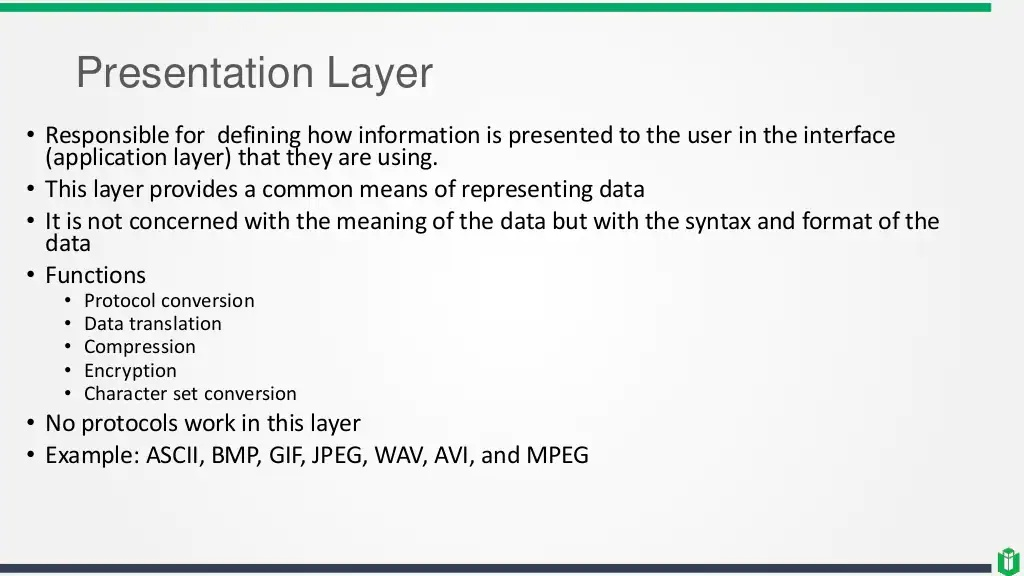 Presentation Layer
• Responsible for  defining how information is presented to the user in the interface
(application layer) that they are using.
• This layer provides a common means of representing data
• It is not concerned with the meaning of the data but with the syntax and format of the
data
• Functions
• Protocol conversion
• Data translation
• Compression
• Encryption
• Character set conversion
• No protocols work in this layer
• Example: ASCII, BMP, GIF, JPEG, WAV, AVI, and MPEG